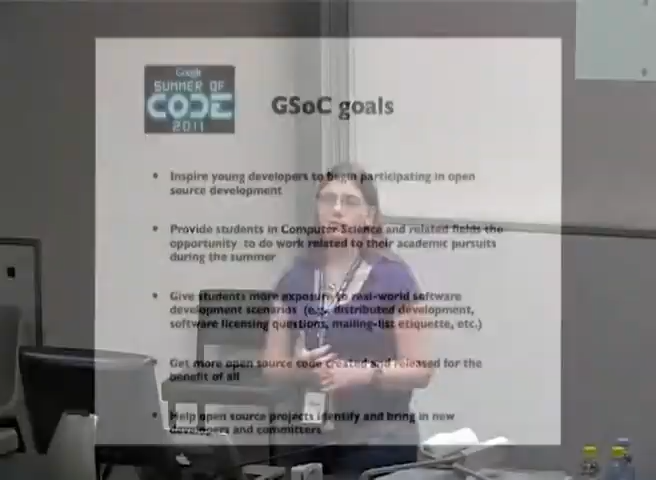 Google
SUMMER OF
CODE
2011
GSoC goals
• Inspire young developers to begin participating in open
source development
• Provide students in Computer Science and related fields the
opportunity to do work related to their academic pursuits
during the summer
• Give students more exposure to real-world software
development scenarios (e.g., distributed development,
software licensing questions, mailing-list etiquette, etc.)
• Get more open source code created and released for the
benefit of all
• Help open source projects identify and bring in new
developers and committers